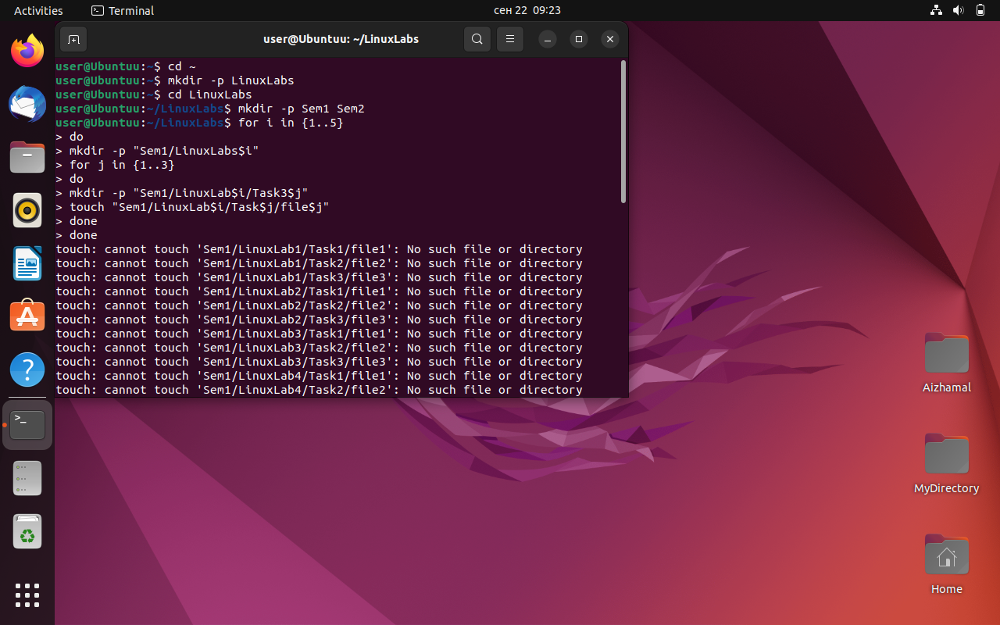 Activities
Terminal
сен 22 09:23
user@Ubuntuu: ~/LinuxLabs
user@Ubuntuu:~$ cd ~
user@Ubuntuu:~$ mkdir -p LinuxLabs
user@Ubuntuu:~$ cd LinuxLabs
user@Ubuntuu:~/LinuxLabs$ mkdir -p Sem1 Sem2
user@Ubuntuu:~/LinuxLabs$ for i in {1..5}
> do
> mkdir -p "Sem1/LinuxLabs$i"
> for j in {1..3}
> do
> mkdir -p "Sem1/LinuxLab$i/Task3$j"
> touch "Sem1/LinuxLab$i/Task$j/file$j"
> done
> done
touch: cannot touch 'Sem1/LinuxLab1/Task1/file1': No such file or directory
touch: cannot touch 'Sem1/LinuxLab1/Task2/file2': No such file or directory
touch: cannot touch 'Sem1/LinuxLab1/Task3/file3': No such file or directory
touch: cannot touch 'Sem1/LinuxLab2/Task1/file1': No such file or directory
touch: cannot touch 'Sem1/LinuxLab2/Task2/file2': No such file or directory
touch: cannot touch 'Sem1/LinuxLab2/Task3/file3': No such file or directory
touch: cannot touch 'Sem1/LinuxLab3/Task1/file1': No such file or directory
touch: cannot touch 'Sem1/LinuxLab3/Task2/file2': No such file or directory
touch: cannot touch 'Sem1/LinuxLab3/Task3/file3': No such file or directory
touch: cannot touch 'Sem1/LinuxLab4/Task1/file1': No such file or directory
touch: cannot touch 'Sem1/LinuxLab4/Task2/file2': No such file or directory
Aizhamal
MyDirectory
Home